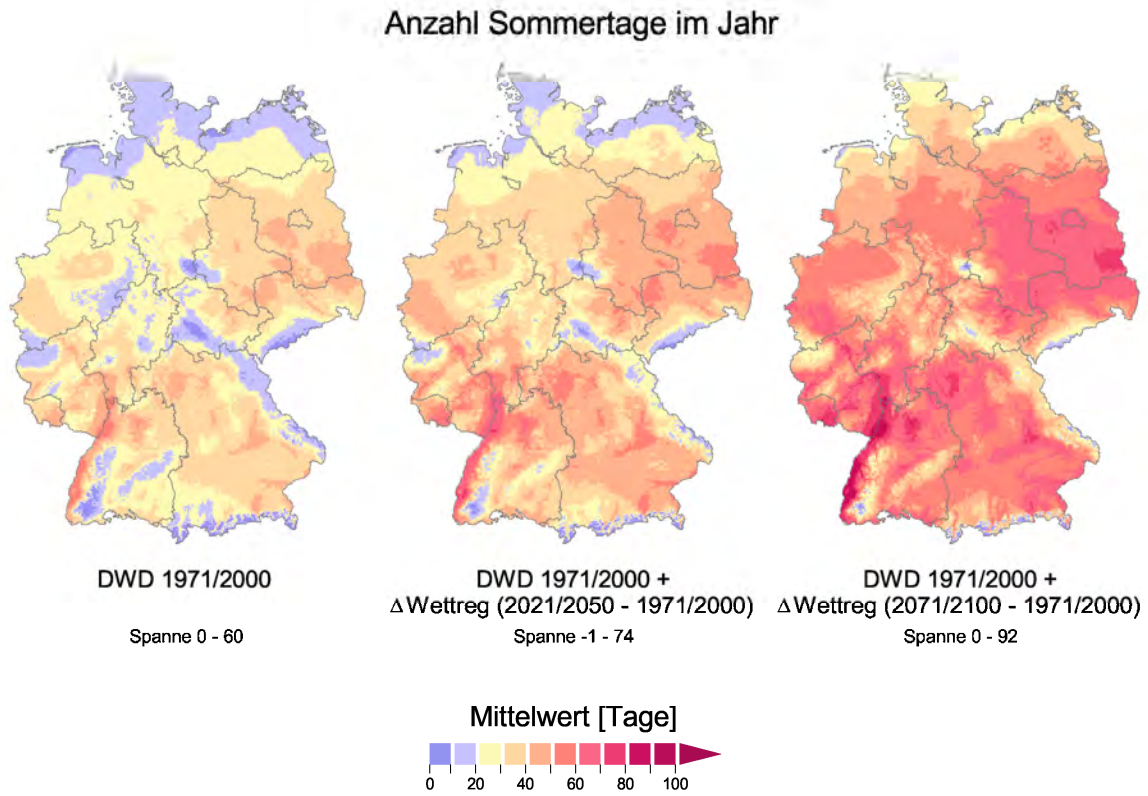 Anzahl Sommertage im Jahr
DWD 1971/2000
Spanne 0 - 60
DWD 1971/2000 +
Δ Wettreg (2021/2050 - 1971/2000)
Spanne -1 - 74
DWD 1971/2000 +
Δ Wettreg (2071/2100 - 1971/2000)
Spanne 0 - 92
Mittelwert [Tage]
0 20 40 60 80 100